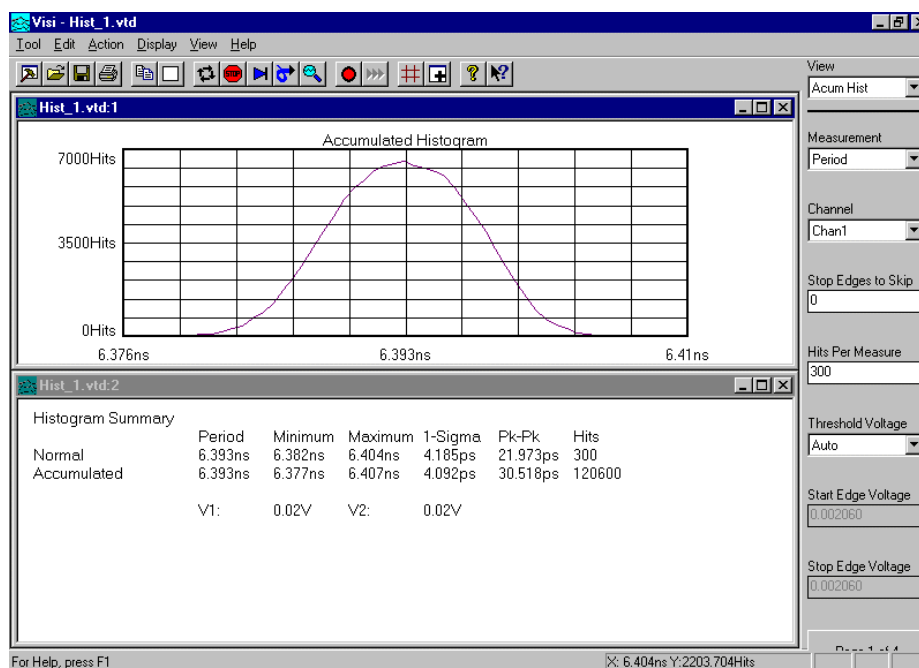 Visi - Hist_1.vtd
Tool Edit Action Display View Help
STOP
Hist_1.vtd:1
Accumulated Histogram
7000Hits
3500Hits
0Hits
6.376ns 6.393ns 6.41ns
Hist_1.vtd:2
Histogram Summary
Period Minimum Maximum 1-Sigma Pk-Pk Hits
Normal 6.393ns 6.382ns 6.404ns 4.185ps 21.973ps 300
Accumulated 6.393ns 6.377ns 6.407ns 4.092ps 30.518ps 120600
V1: 0.02V V2: 0.02V
View
Acum Hist
Measurement
Period
Channel
Chan1
Stop Edges to Skip
0
Hits Per Measure
300
Threshold Voltage
Auto
Start Edge Voltage
0.002060
Stop Edge Voltage
0.002060
Page 1 of 4
For Help, press F1
X: 6.404ns Y:2203.704Hits